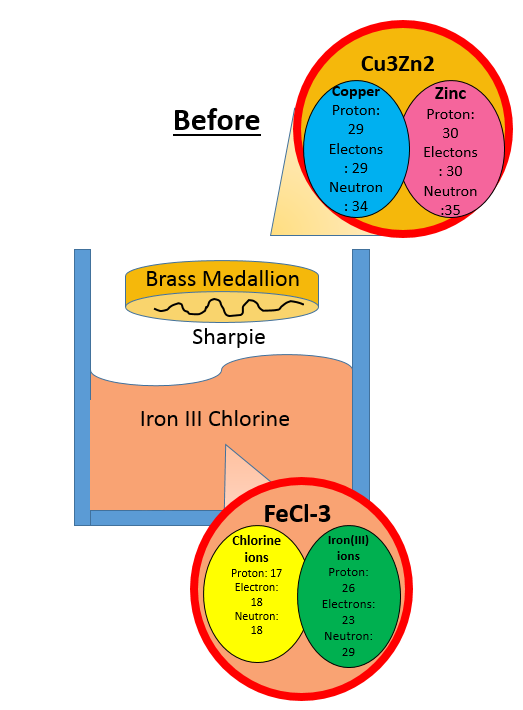 Cu3Zn2
Copper
Proton:
29
Electons
: 29
Neutron
: 34
Zinc
Proton:
30
Electons
: 30
Neutron
:35
Before
Brass Medallion
Sharpie
Iron III Chlorine
FeCl-3
Chlorine
ions
Proton: 17
Electron:
18
Neutron:
18
Iron(III)
ions
Proton:
26
Electrons:
23
Neutron:
29